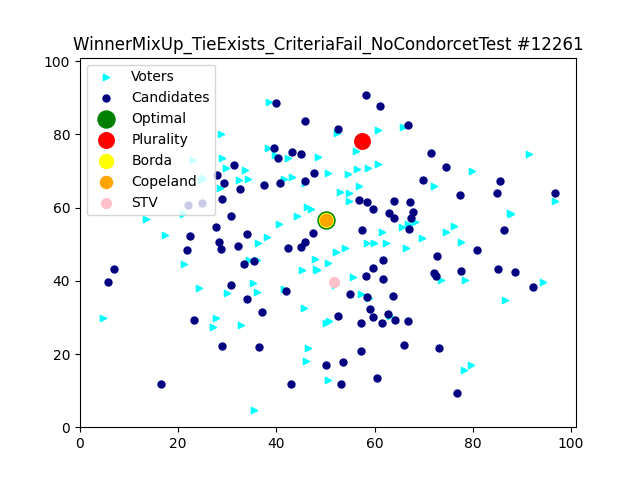 WinnerMixUp_TieExists_CriteriaFail_NoCondorcetTest #12261
100
80
60
40
20
0
Voters
Candidates
Optimal
Plurality
Borda
Copeland
STV
0 20 40 60 80 100